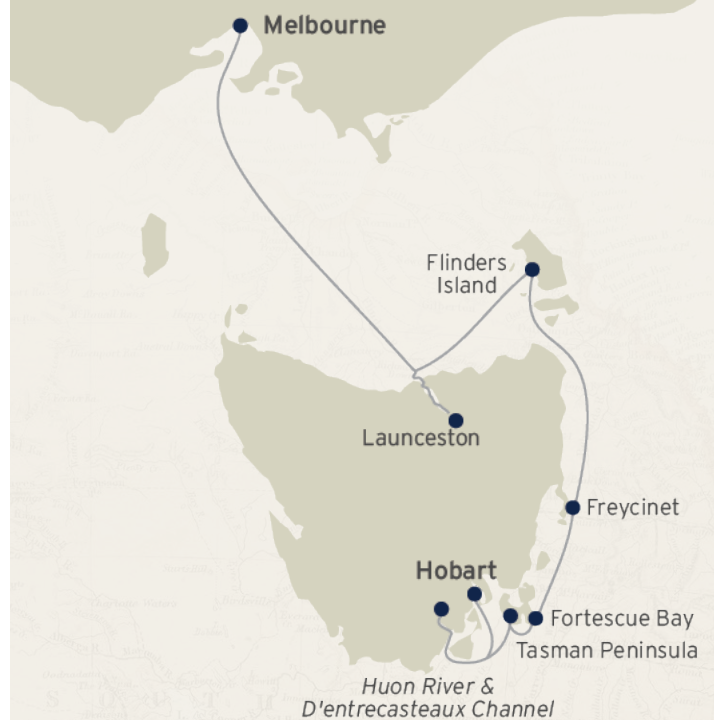 Melbourne
Flinders
Island
Launceston
Freycinet
Hobart
Fortescue Bay
Tasman Peninsula
Huon River &
D'entrecasteaux Channel